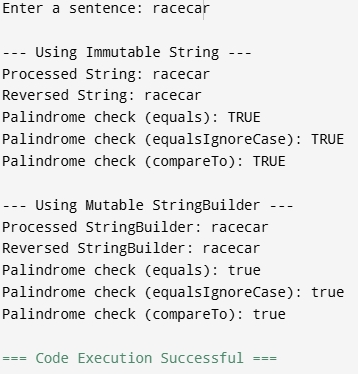 Enter a sentence: racecar
--- Using Immutable String ---
Processed String: racecar
Reversed String: racecar
Palindrome check (equals): TRUE
Palindrome check (equalsIgnoreCase): TRUE
Palindrome check (compareTo): TRUE
--- Using Mutable StringBuilder ---
Processed StringBuilder: racecar
Reversed StringBuilder: racecar
Palindrome check (equals): true
Palindrome check (equalsIgnoreCase): true
Palindrome check (compareTo): true
=== Code Execution Successful ===